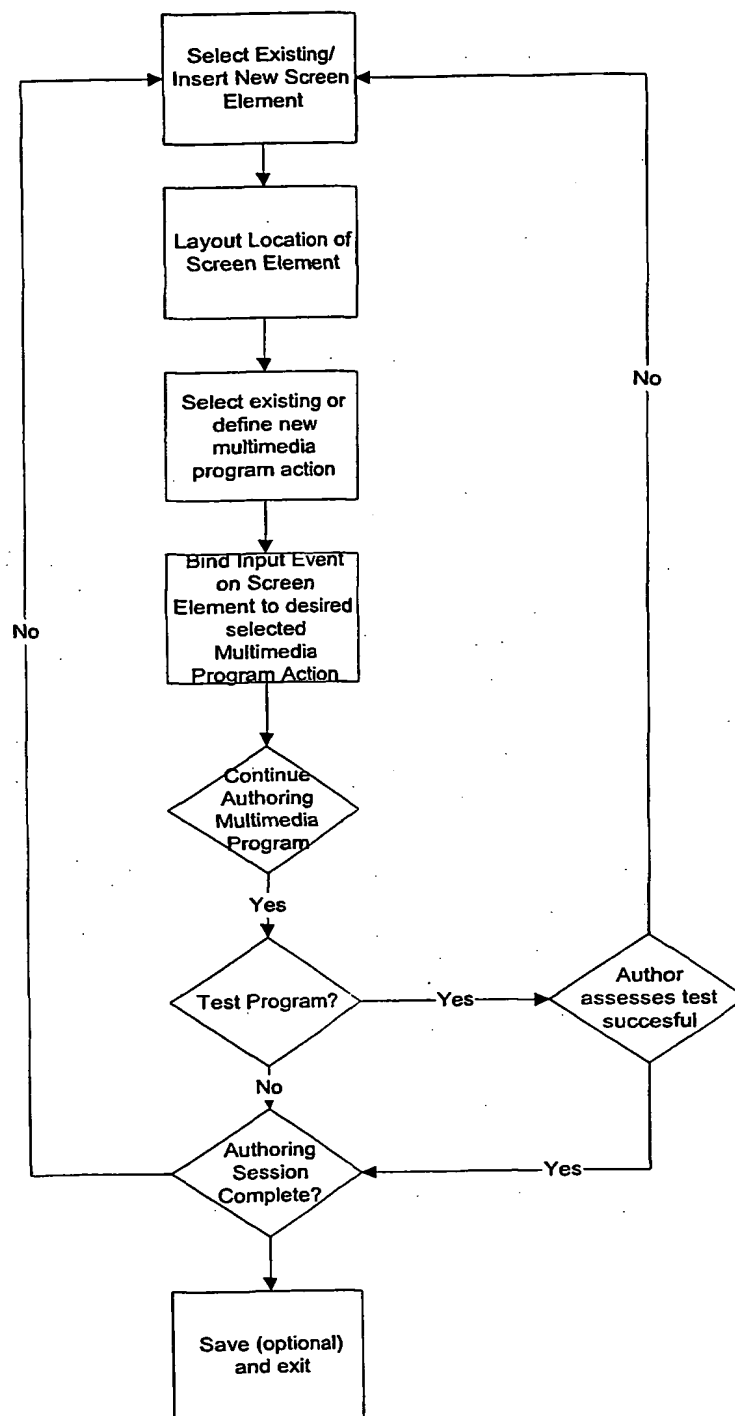 Select Existing/
Insert New Screen
Element
Layout Location of
Screen Element
Select existing or
define new
multimedia
program action
No
Bind Input Event
on Screen
Element to desired
selected
Multimedia
Program Action
No
Continue
Authoring
Multimedia
Program
Yes
Test Program?
Yes
Author
assesses test
succesful
No
Authoring
Session
Complete?
Yes
Save (optional)
and exit